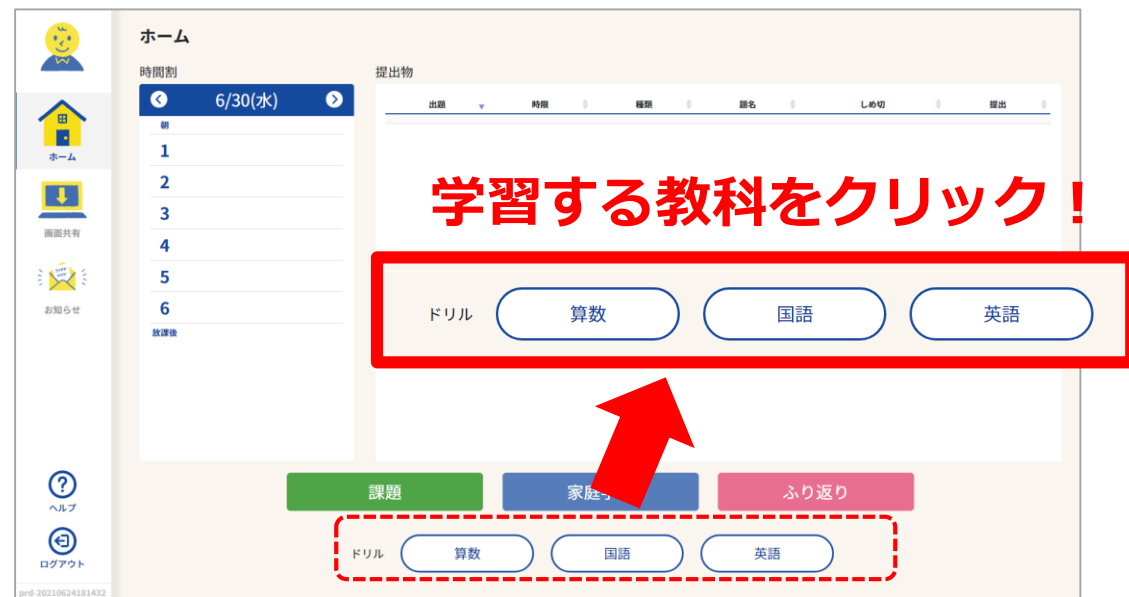 ホーム
時間割
提出物
6/30(水)
出題 時限 種類 題名 しめ切 提出
朝
1
2
3
4
5
6
放課後
ホーム
画面共有
お知らせ
学習する教科をクリック！
ドリル 算数 国語 英語
課題 家庭 ふり返り
ドリル 算数 国語 英語
ヘルプ
ログアウト
prd-20210624181432